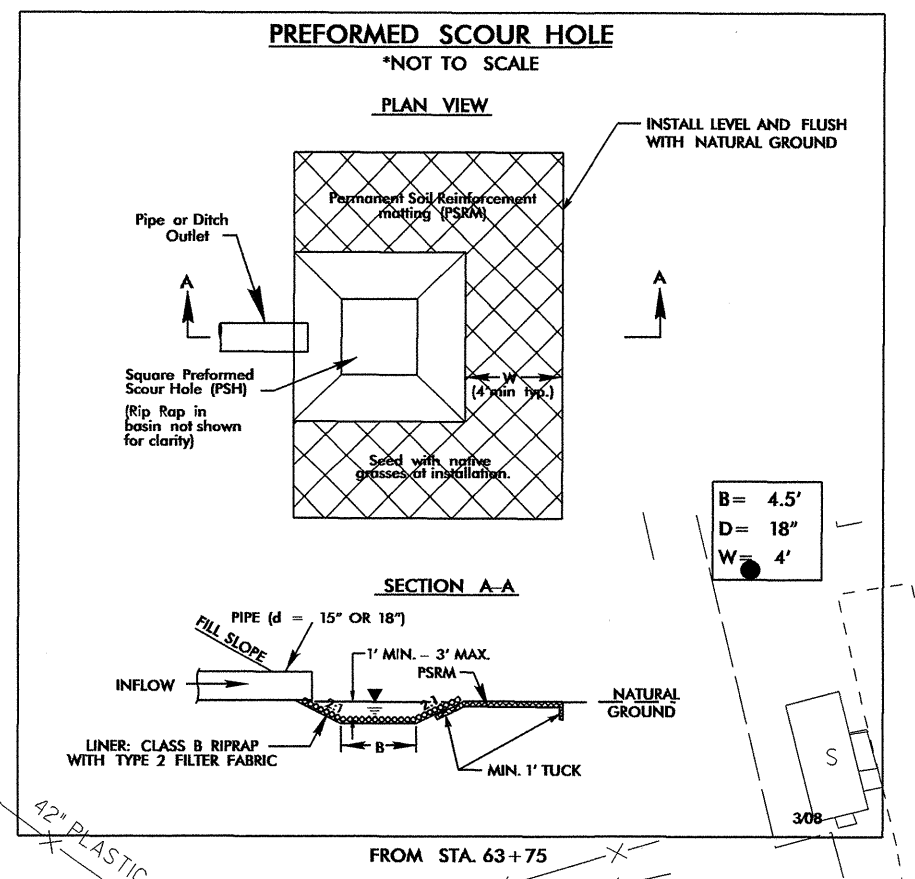 PREFORMED SCOUR HOLE
*NOT TO SCALE
PLAN VIEW
INSTALL LEVEL AND FLUSH
WITH NATURAL GROUND
Permanent Soil Reinforcement
matting (PSRM)
Pipe or Ditch
Outlet
A
A
Square Preformed
Scour Hole (PSH)
(Rip Rap in
basin not shown
for clarity)
W
(4'min typ.)
Seed with native
grasses at installation.
B= 4.5'
D= 18"
W= 4'
SECTION A-A
PIPE (d = 15" OR 18")
FILL SLOPE
1' MIN. - 3' MAX.
PSRM
INFLOW
2:1
2:1
NATURAL
GROUND
B
LINER: CLASS B RIPRAP
WITH TYPE 2 FILTER FABRIC
MIN. 1' TUCK
S
3/08
42" PLASTIC
FROM STA. 63+75